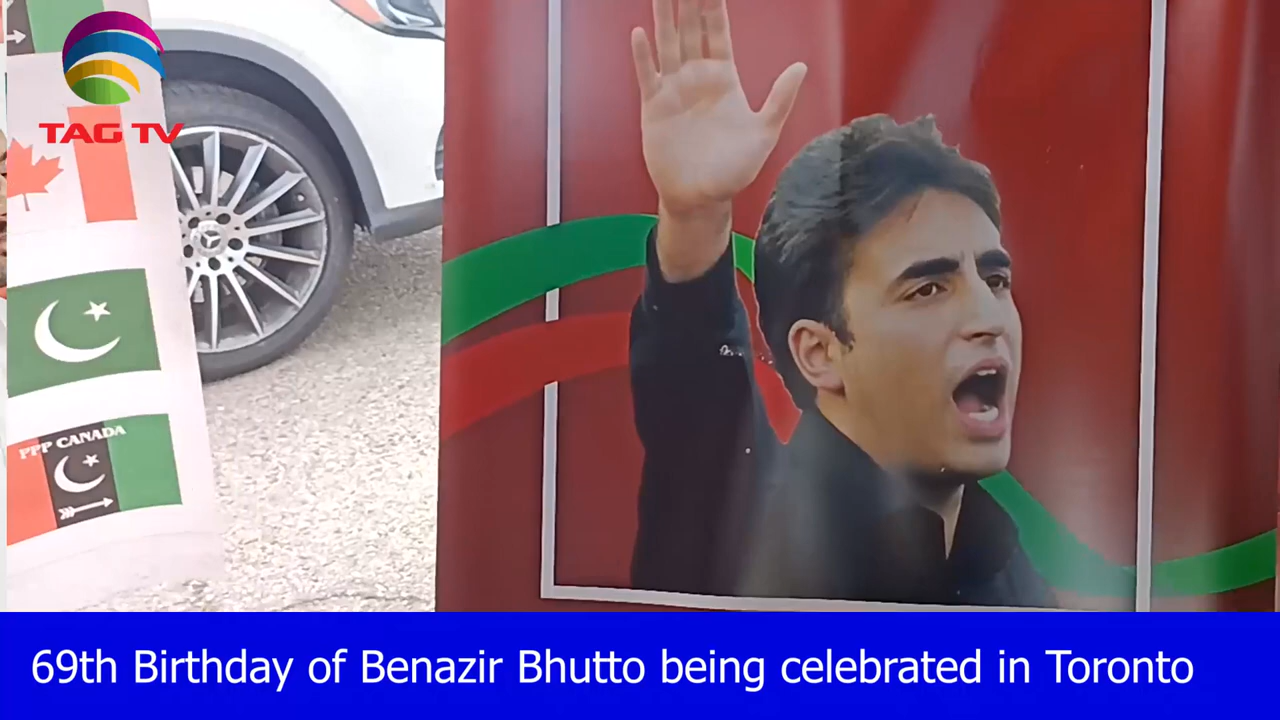 TAG TV
PPP CANADA
69th Birthday of Benazir Bhutto being celebrated in Toronto